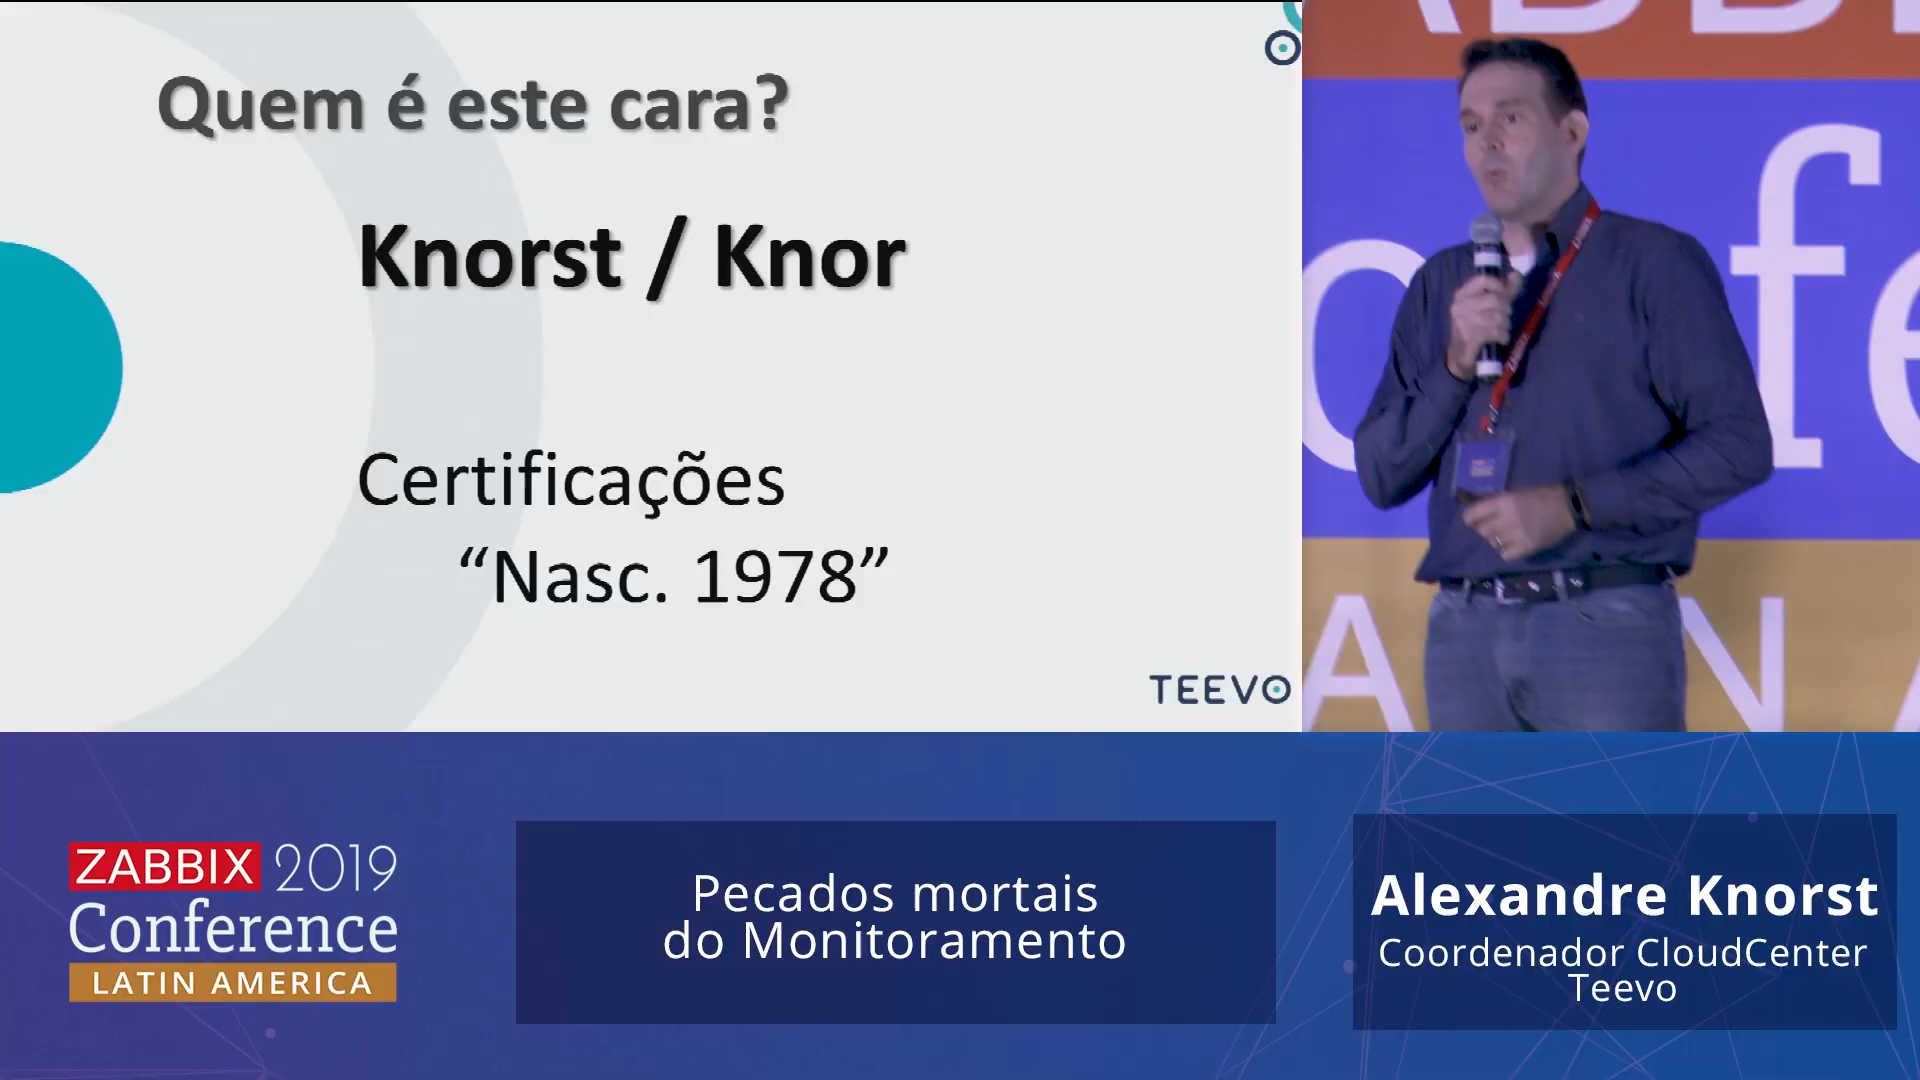 Quem é este cara?
Knorst / Knor
Certificações
“Nasc. 1978”
TEEVO
ZABBIX 2019
Conference
LATIN AMERICA
Pecados mortais
do Monitoramento
Alexandre Knorst
Coordenador CloudCenter
Teevo